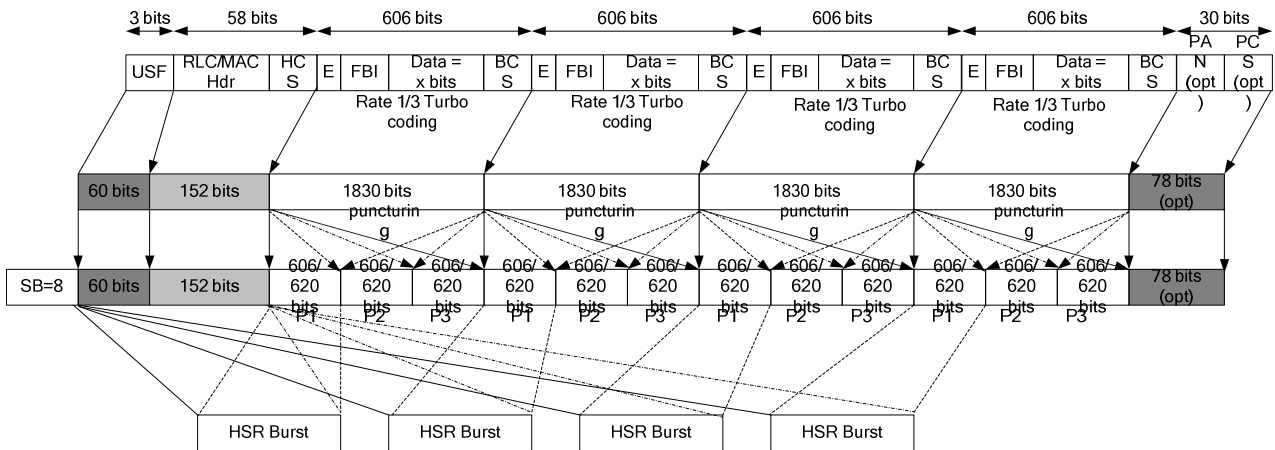 3 bits 58 bits 606 bits 606 bits 606 bits 606 bits 30 bits
USF RLC/MAC Hdr HC S E FBI Data = x bits BC S E FBI Data = x bits BC S E FBI Data = x bits BC S E FBI Data = x bits BC S PA N (opt ) PC S (opt )
Rate 1/3 Turbo coding Rate 1/3 Turbo coding Rate 1/3 Turbo coding Rate 1/3 Turbo coding
60 bits 152 bits 1830 bits 1830 bits 1830 bits 1830 bits 78 bits (opt)
puncturin g puncturin g puncturin g puncturin g
SB=8 60 bits 152 bits 606/ 620 bits 606/ 620 bits 606/ 620 bits 606/ 620 bits 606/ 620 bits 606/ 620 bits 606/ 620 bits 606/ 620 bits 606/ 620 bits 606/ 620 bits 606/ 620 bits 606/ 620 bits 78 bits (opt)
P1 P2 P3 P1 P2 P3 P1 P2 P3 P1 P2 P3
HSR Burst HSR Burst HSR Burst HSR Burst